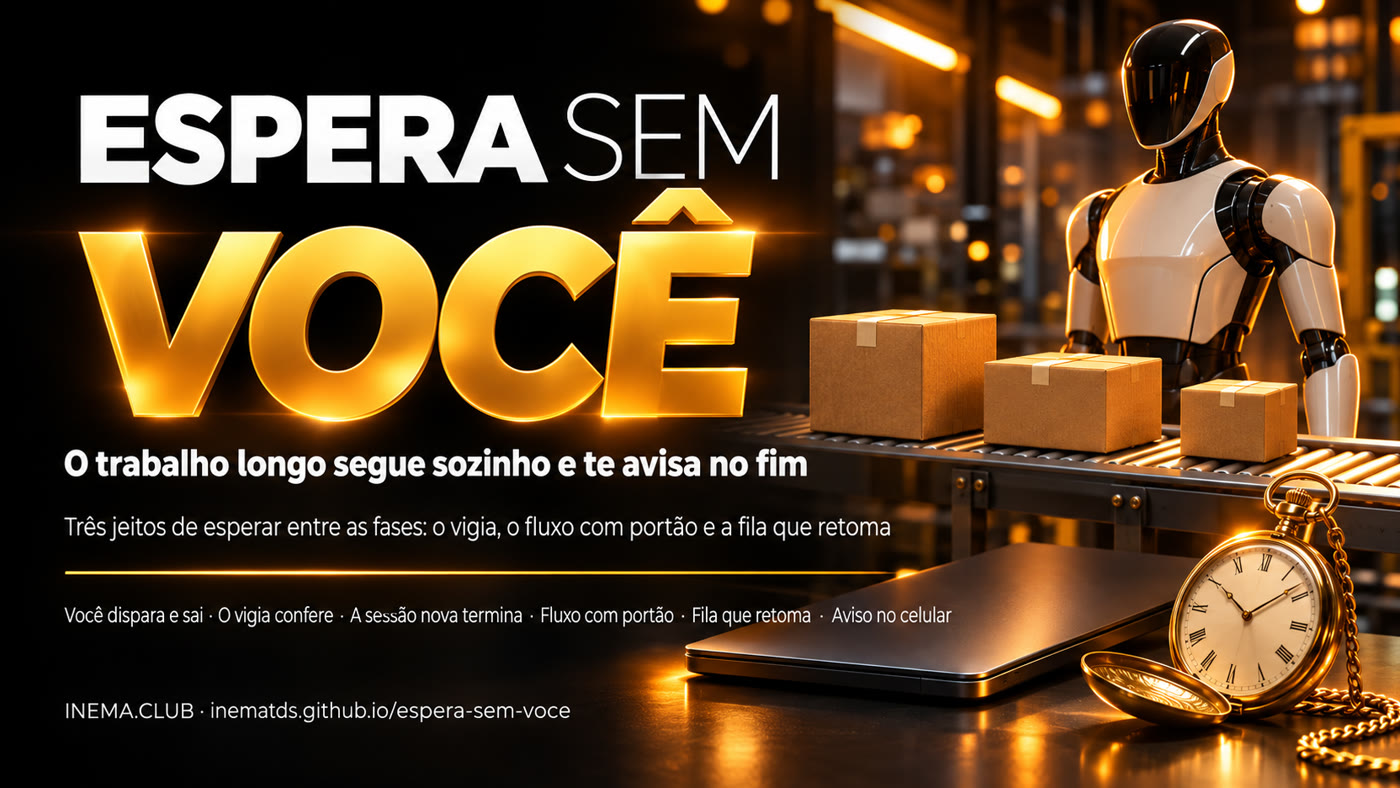 ESPERA SEM
VOCÊ
O trabalho longo segue sozinho e te avisa no fim
Três jeitos de esperar entre as fases: o vigia, o fluxo com portão e a fila que retoma
Você dispara e sai · O vigia confere · A sessão nova termina · Fluxo com portão · Fila que retoma · Aviso no celular
INEMA.CLUB · inematds.github.io/espera-sem-voce